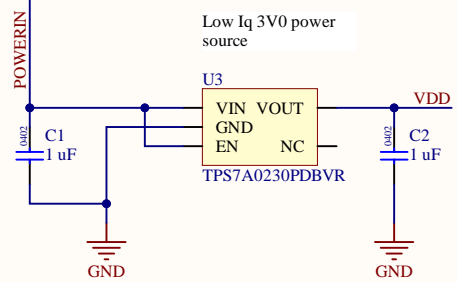 POWERIN
Low Iq 3V0 power
source
U3
VIN VOUT
GND
EN NC
TPS7A0230PDBVR
VDD
0402
C1
1 uF
0402
C2
1 uF
GND
GND